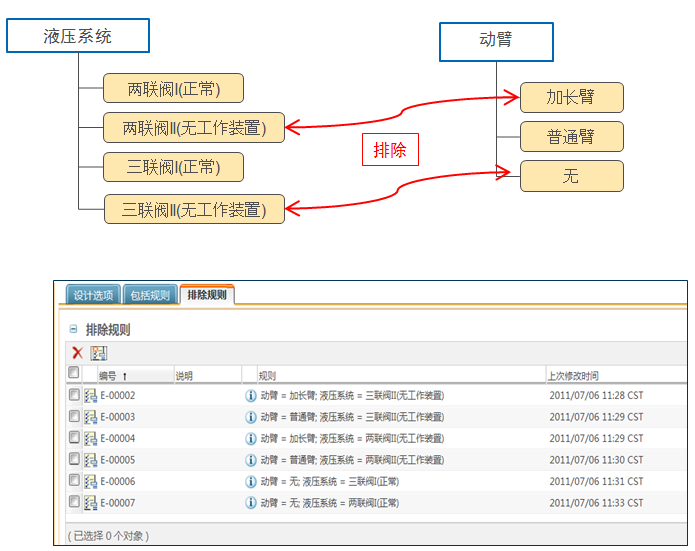 液压系统
动臂
两联阀Ⅰ(正常)
加长臂
两联阀Ⅱ(无工作装置)
普通臂
排除
三联阀Ⅰ(正常)
无
三联阀Ⅱ(无工作装置)
设计选项 包括规则 排除规则
排除规则
编号 ↑ 说明 规则 上次修改时间
E-00002 动臂 = 加长臂; 液压系统 = 三联阀II(无工作装置) 2011/07/06 11:28 CST
E-00003 动臂 = 普通臂; 液压系统 = 三联阀II(无工作装置) 2011/07/06 11:29 CST
E-00004 动臂 = 加长臂; 液压系统 = 两联阀II(无工作装置) 2011/07/06 11:29 CST
E-00005 动臂 = 普通臂; 液压系统 = 两联阀II(无工作装置) 2011/07/06 11:30 CST
E-00006 动臂 = 无; 液压系统 = 三联阀I(正常) 2011/07/06 11:31 CST
E-00007 动臂 = 无; 液压系统 = 两联阀I(正常) 2011/07/06 11:33 CST
( 已选择 0 个对象 )